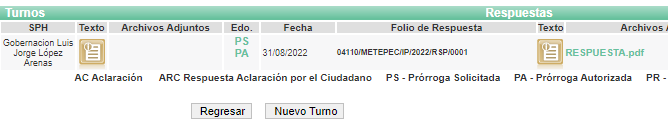 Turnos Respuestas
SPH Texto Archivos Adjuntos Edo. Fecha Folio de Respuesta Texto Archivos
Gobernacion Luis Jorge López Arenas PS PA 31/08/2022 04110/METEPEC/IP/2022/RSP/0001 RESPUESTA.pdf
AC Aclaración ARC Respuesta Aclaración por el Ciudadano PS - Prórroga Solicitada PA - Prórroga Autorizada PR -
Regresar Nuevo Turno